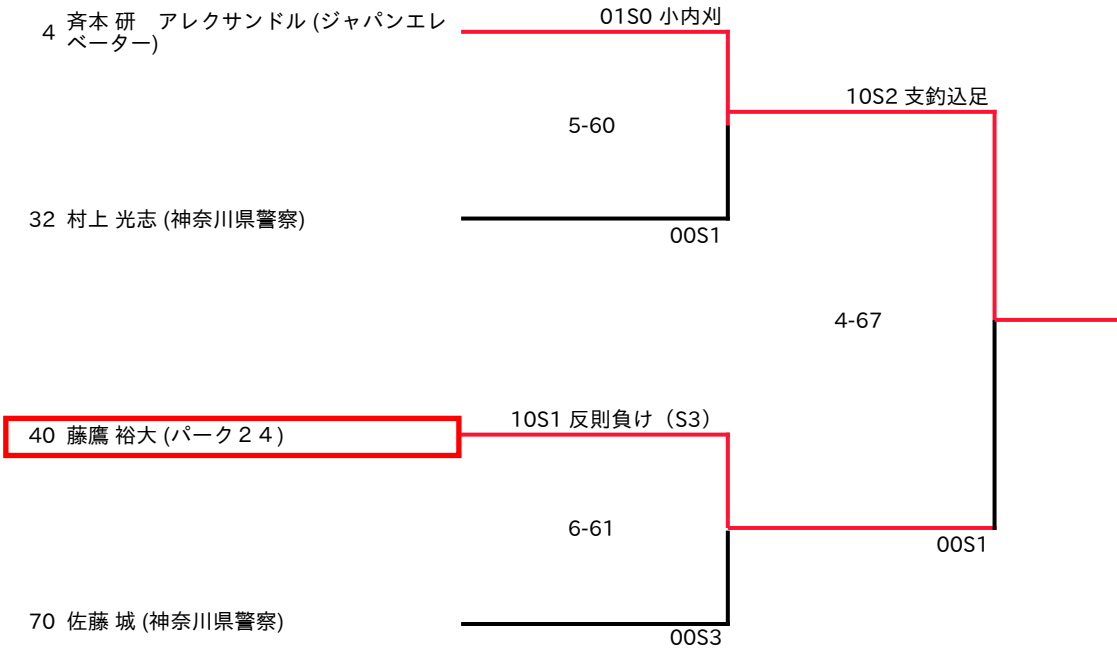 01S0 小内刈
4 斉本 研　アレクサンドル (ジャパンエレ
ベーター)
10S2 支釣込足
5-60
32 村上 光志 (神奈川県警察)
00S1
4-67
10S1 反則負け（S3）
40 藤鷹 裕大 (パーク２４)
6-61
00S1
70 佐藤 城 (神奈川県警察)
00S3